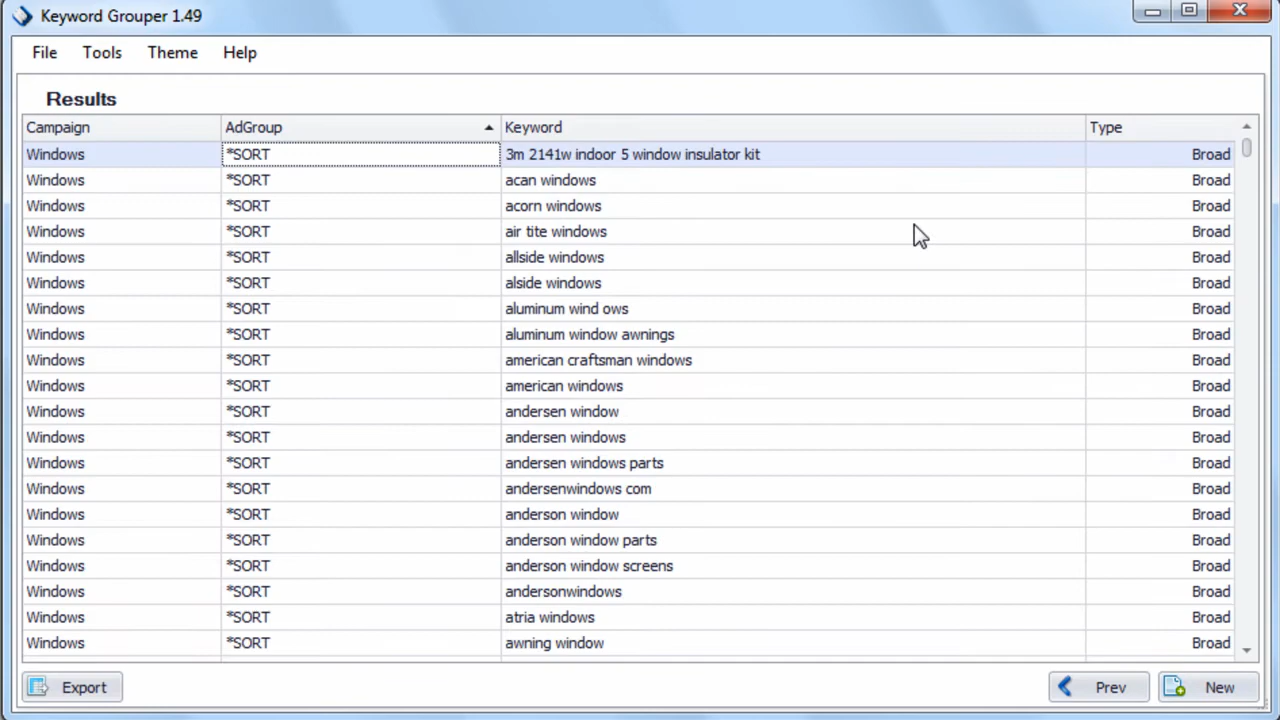 Keyword Grouper 1.49
File Tools Theme Help
Results
Campaign AdGroup Keyword Type
Windows *SORT 3m 2141w indoor 5 window insulator kit Broad
Windows *SORT acan windows Broad
Windows *SORT acorn windows Broad
Windows *SORT air tite windows Broad
Windows *SORT allside windows Broad
Windows *SORT alside windows Broad
Windows *SORT aluminum wind ows Broad
Windows *SORT aluminum window awnings Broad
Windows *SORT american craftsman windows Broad
Windows *SORT american windows Broad
Windows *SORT andersen window Broad
Windows *SORT andersen windows Broad
Windows *SORT andersen windows parts Broad
Windows *SORT andersenwindows com Broad
Windows *SORT anderson window Broad
Windows *SORT anderson window parts Broad
Windows *SORT anderson window screens Broad
Windows *SORT andersonwindows Broad
Windows *SORT atria windows Broad
Windows *SORT awning window Broad
Export Prev New